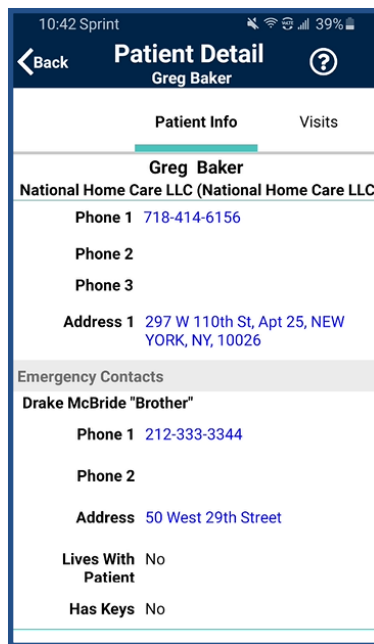 10:42 Sprint 39%
Back Patient Detail ?
Greg Baker
Patient Info Visits
Greg Baker
National Home Care LLC (National Home Care LLC
Phone 1 718-414-6156
Phone 2
Phone 3
Address 1 297 W 110th St, Apt 25, NEW
YORK, NY, 10026
Emergency Contacts
Drake McBride "Brother"
Phone 1 212-333-3344
Phone 2
Address 50 West 29th Street
Lives With No
Patient
Has Keys No